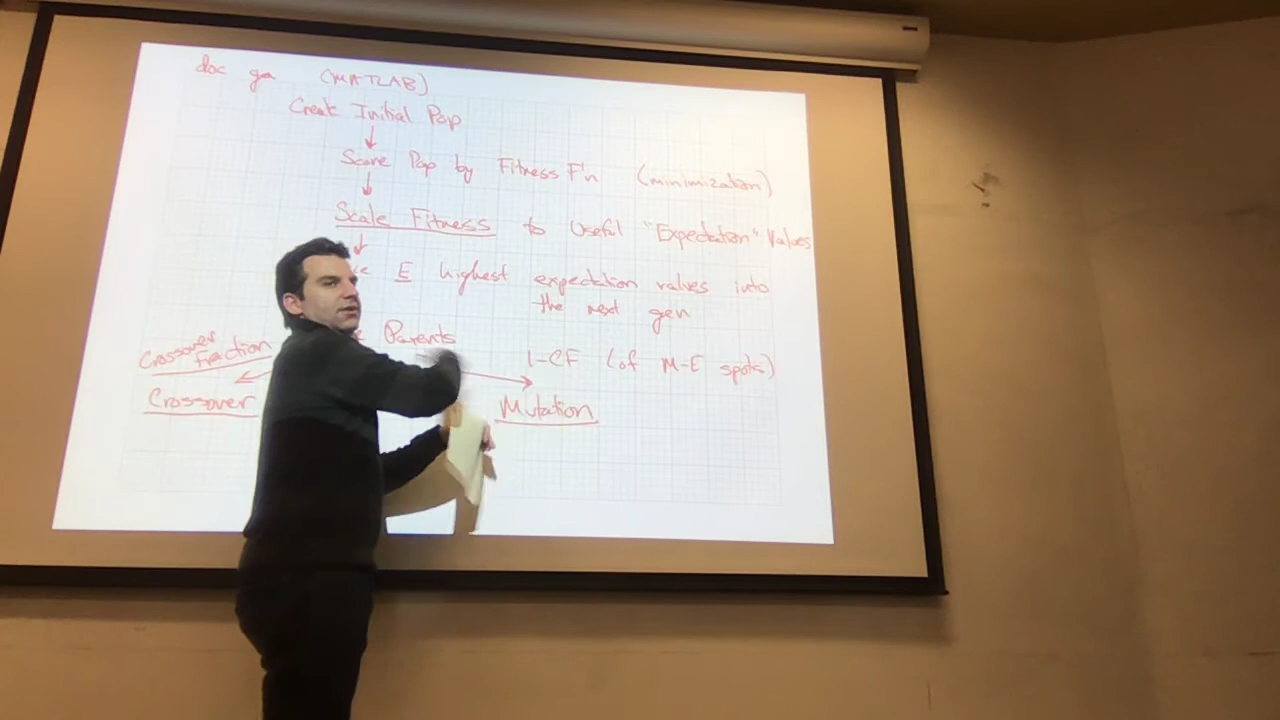 doc ga (MATLAB)
Create Initial Pop
Score Pop by Fitness F'n (minimization)
Scale Fitness to Useful "Expectation" Values
E highest expectation values into
the next gen
Parents
Crossover
Fraction
1-CF (of M-E spots)
Crossover
Mutation